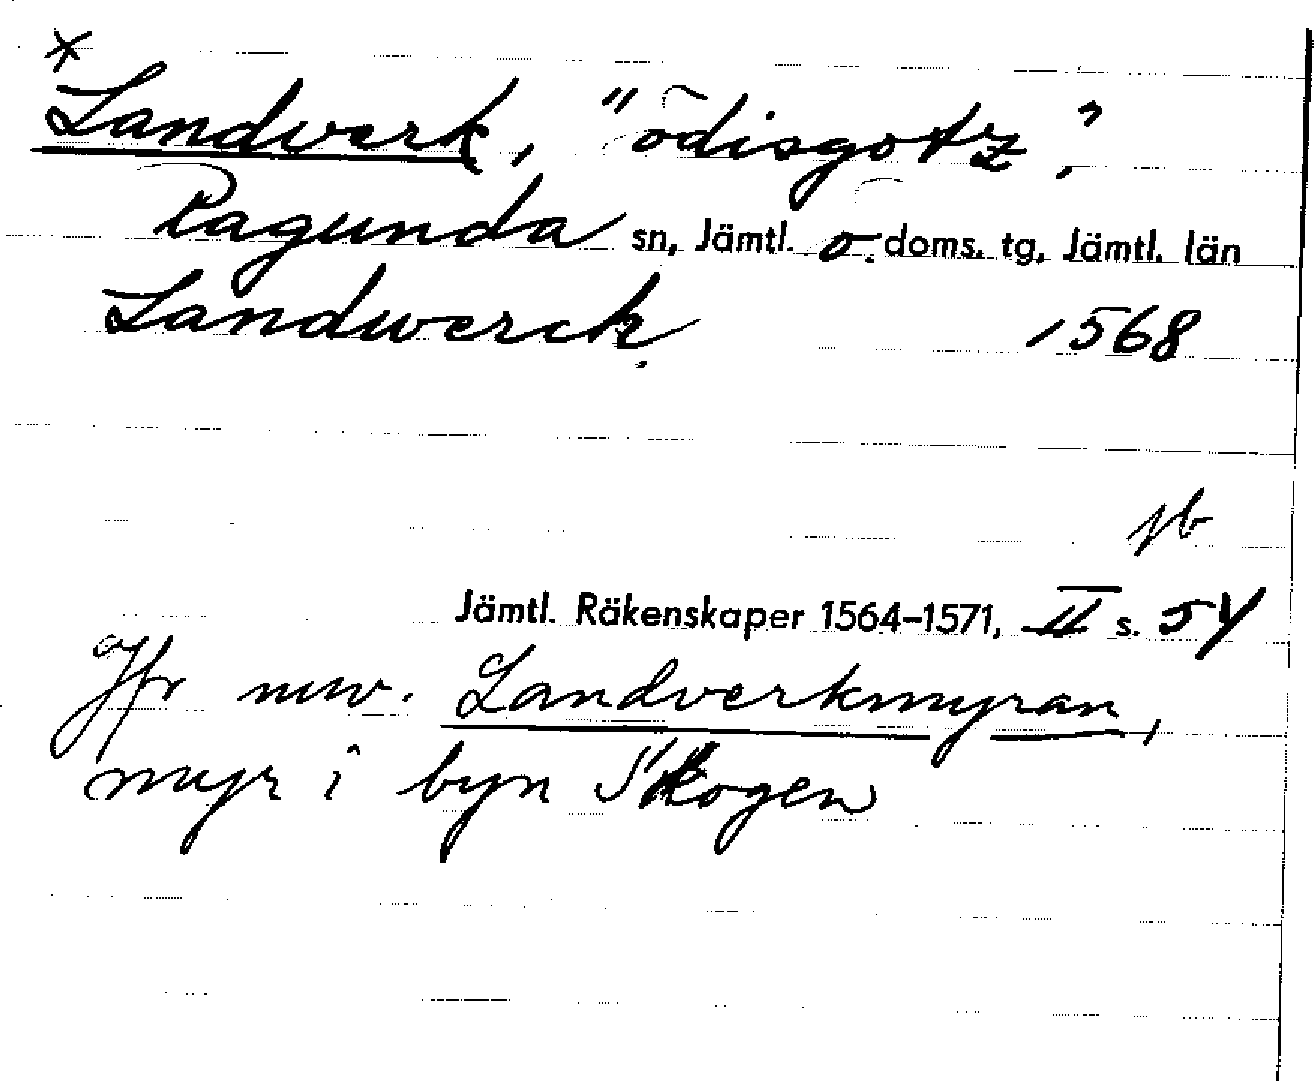 *
Landverk, "ödisgotz",
Ragunda sn, Jämtl. ö. doms. tg, Jämtl. län
Landwerck 1568
jb
Jämtl. Räkenskaper 1564–1571, II s. 54
Jfr nuv. Landverkmyran,
myr i byn Skogen